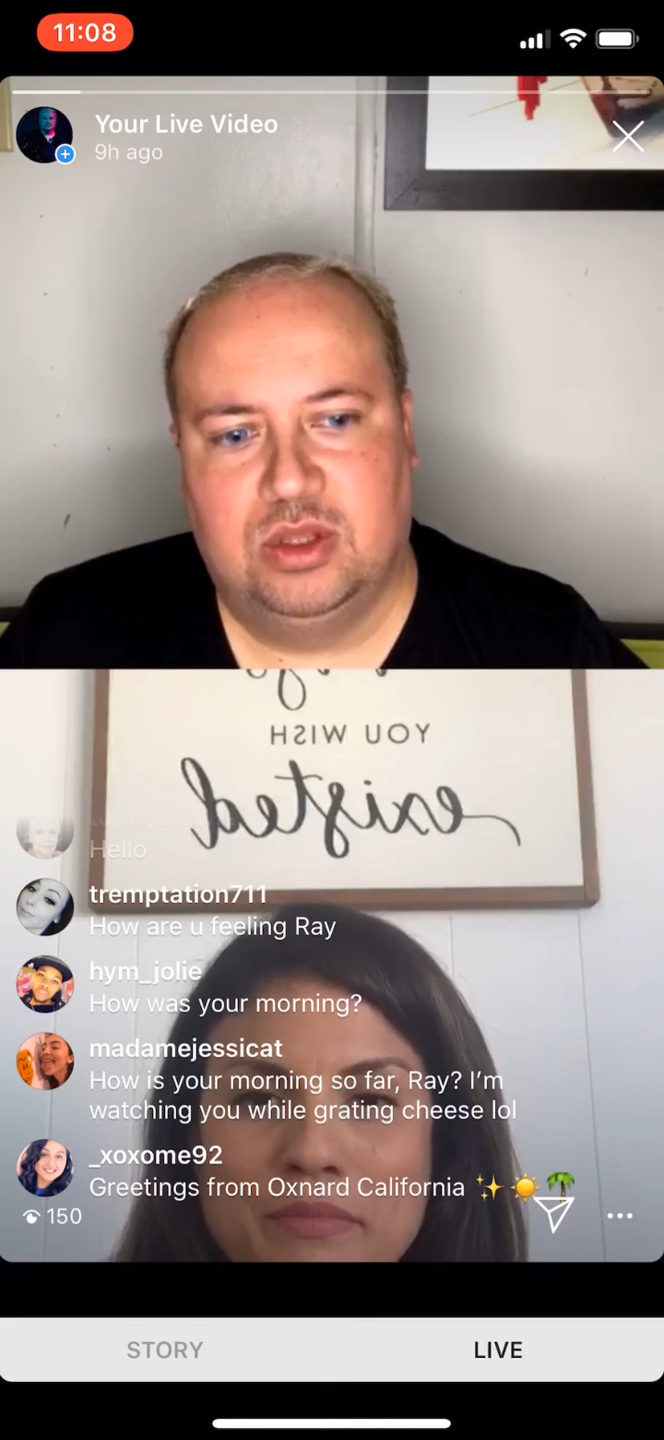 11:08
Your Live Video
9h ago
YOU WISH
existed
Hello
tremptation711
How are u feeling Ray
hym_jolie
How was your morning?
madamejessicat
How is your morning so far, Ray? I’m
watching you while grating cheese lol
_xoxome92
Greetings from Oxnard California ✨☀️🌴
150
STORY
LIVE